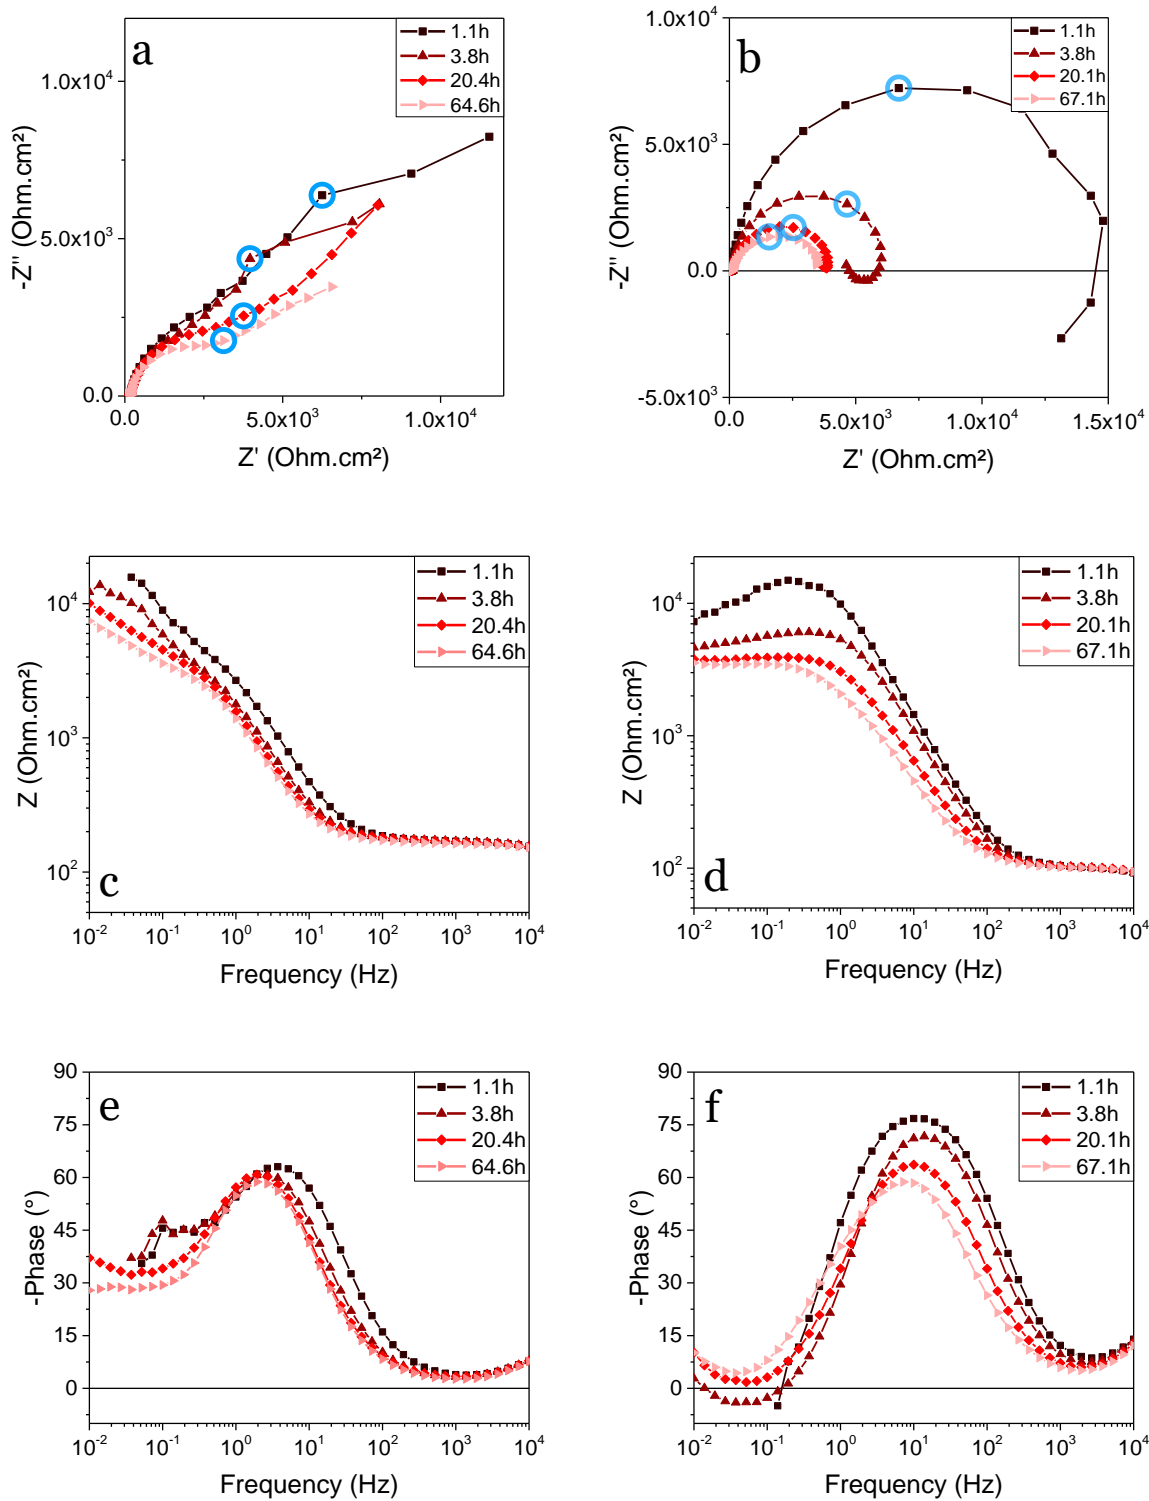 a
1.1h
3.8h
20.4h
64.6h
1.0x10⁴
5.0x10³
0.0
-Z'' (Ohm.cm²)
0.0
5.0x10³
1.0x10⁴
Z' (Ohm.cm²)
b
1.1h
3.8h
20.1h
67.1h
1.0x10⁴
5.0x10³
0.0
-5.0x10³
-Z'' (Ohm.cm²)
0.0
5.0x10³
1.0x10⁴
1.5x10⁴
Z' (Ohm.cm²)
1.1h
3.8h
20.4h
64.6h
10⁴
10³
10²
Z (Ohm.cm²)
c
10⁻²
10⁻¹
10⁰
10¹
10²
10³
10⁴
Frequency (Hz)
1.1h
3.8h
20.1h
67.1h
10⁴
10³
10²
Z (Ohm.cm²)
d
10⁻²
10⁻¹
10⁰
10¹
10²
10³
10⁴
Frequency (Hz)
e
1.1h
3.8h
20.4h
64.6h
90
75
60
45
30
15
0
-Phase (°)
10⁻²
10⁻¹
10⁰
10¹
10²
10³
10⁴
Frequency (Hz)
f
1.1h
3.8h
20.1h
67.1h
90
75
60
45
30
15
0
-Phase (°)
10⁻²
10⁻¹
10⁰
10¹
10²
10³
10⁴
Frequency (Hz)